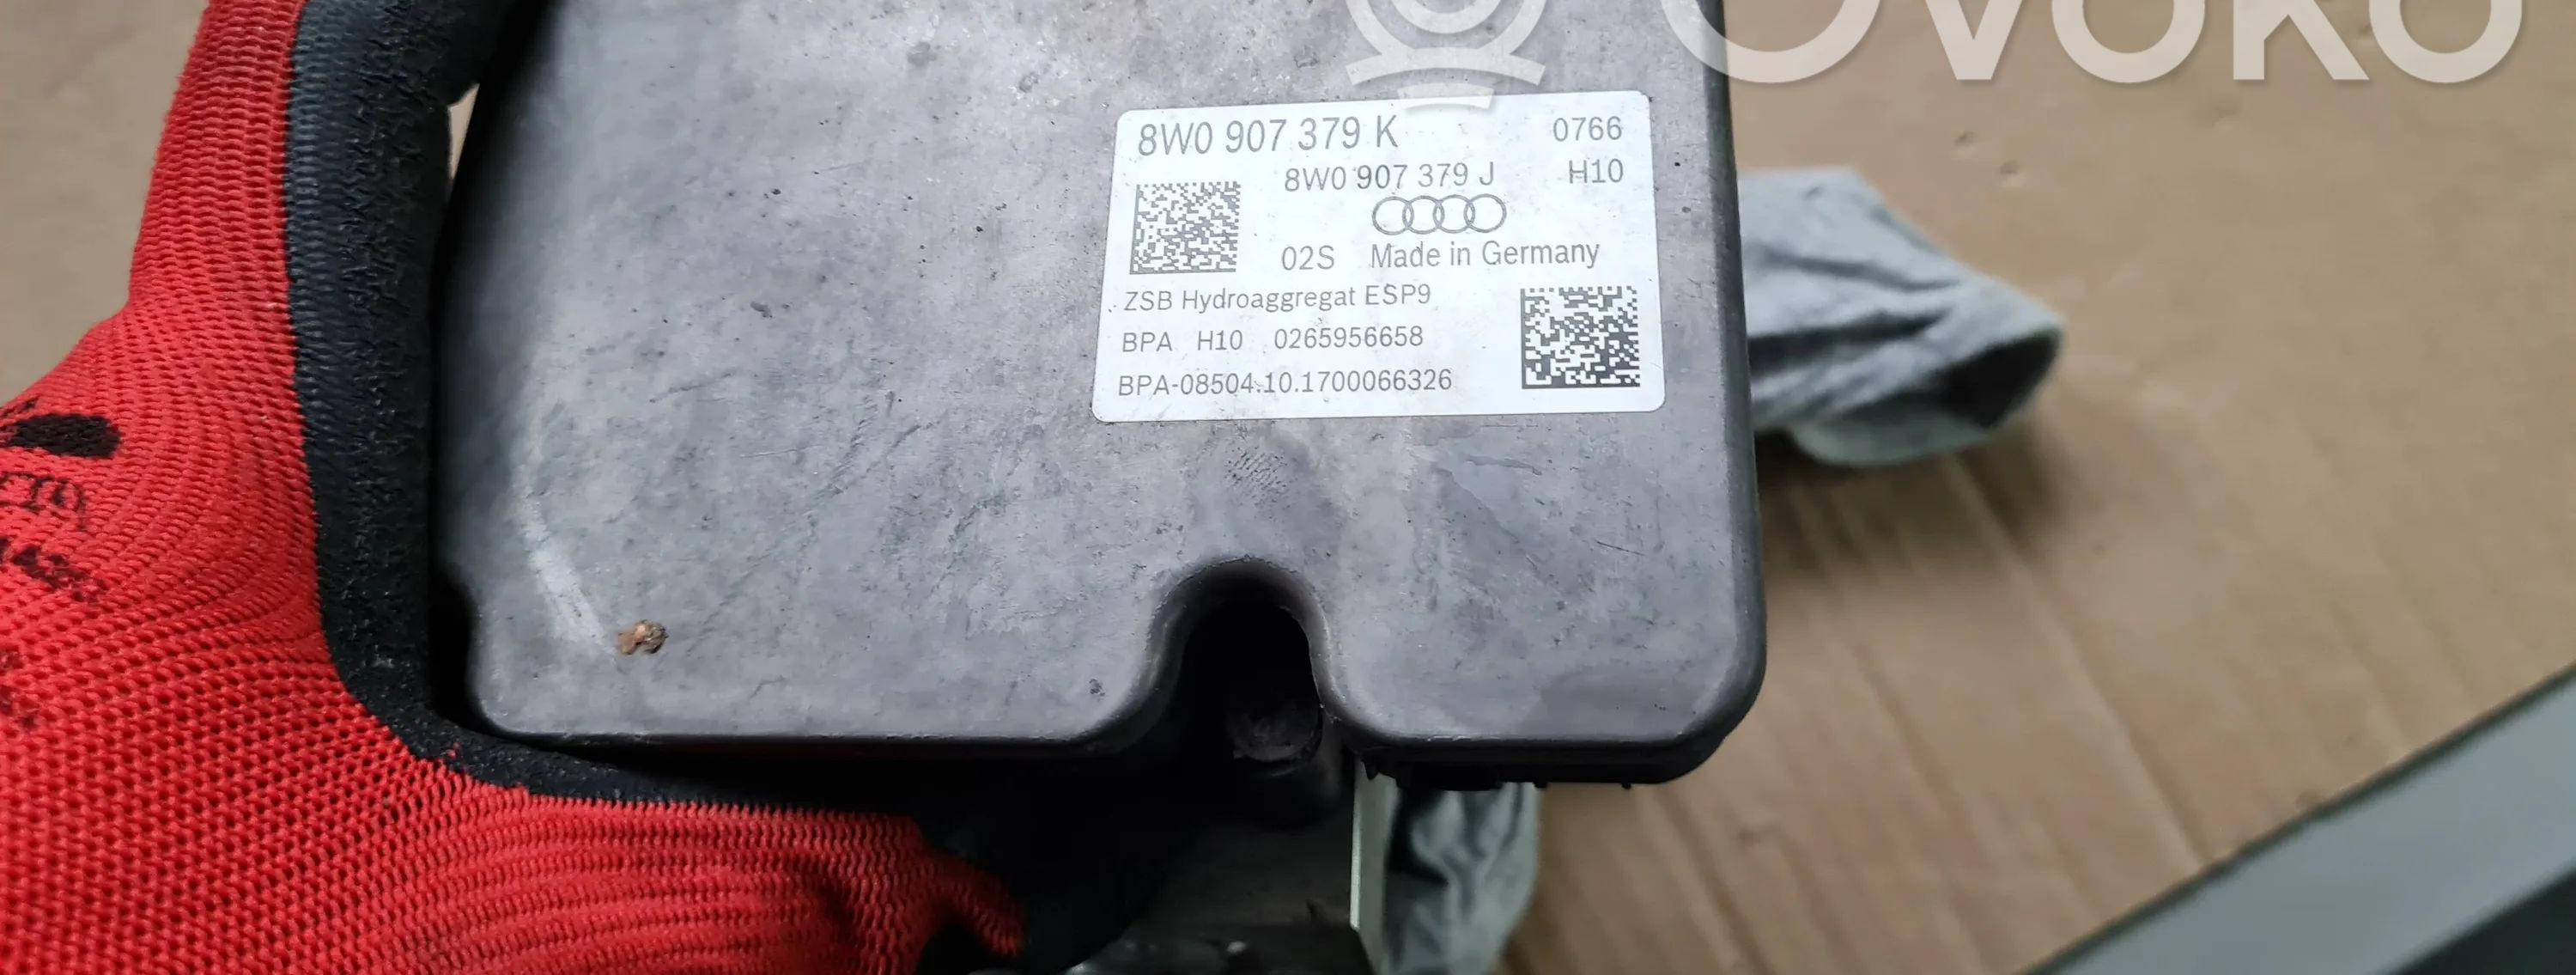 OVOKO
8W0 907 379 K 0766
8W0 907 379 J H10
02S Made in Germany
ZSB Hydroaggregat ESP9
BPA H10 0265956658
BPA-08504.10.1700066326